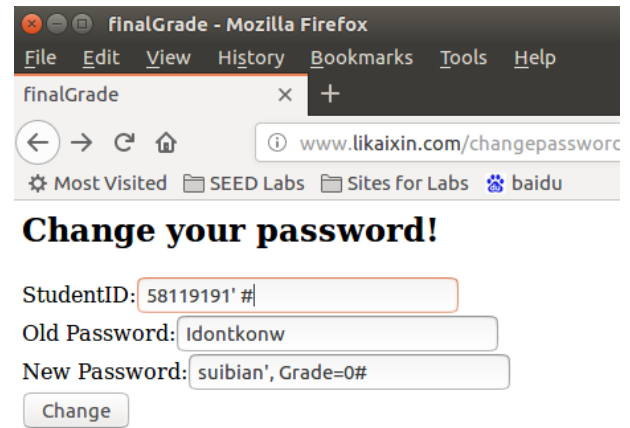 finalGrade - Mozilla Firefox
File Edit View History Bookmarks Tools Help
finalGrade
www.likaixin.com/changepassword
Most Visited SEED Labs Sites for Labs baidu
Change your password!
StudentID: 58119191' #
Old Password: Idontkonw
New Password: suibian', Grade=0#
Change